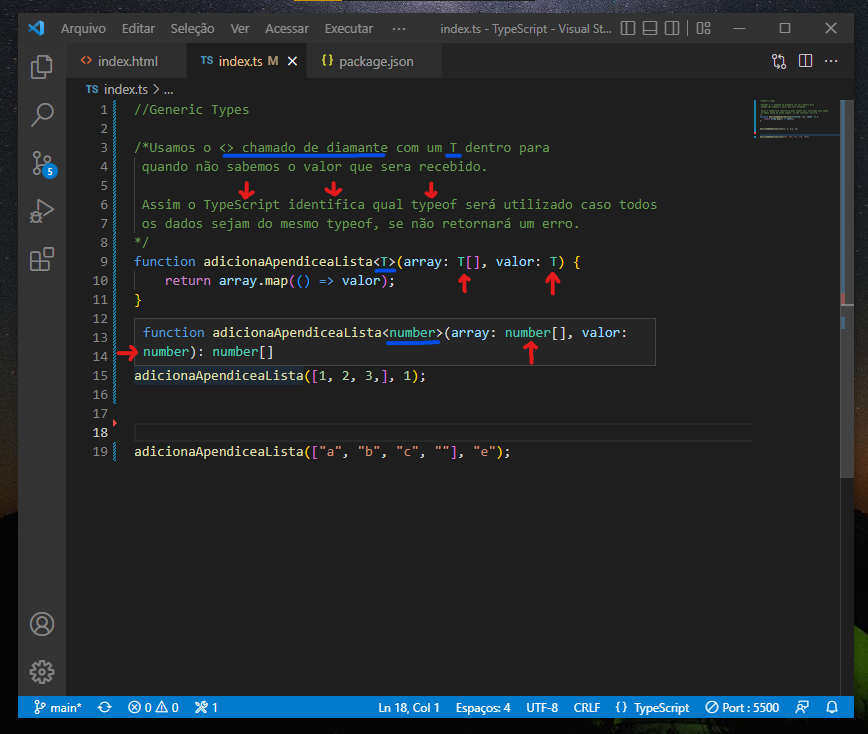 Arquivo Editar Seleção Ver Acessar Executar ··· index.ts - TypeScript - Visual St...
<> index.html TS index.ts M × {} package.json ···
TS index.ts > ...
1 //Generic Types
2
3 /*Usamos o <> chamado de diamante com um T dentro para
4 quando não sabemos o valor que sera recebido.
5
6 Assim o TypeScript identifica qual typeof será utilizado caso todos
7 os dados sejam do mesmo typeof, se não retornará um erro.
8 */
9 function adicionaApendiceaLista<T>(array: T[], valor: T) {
10 return array.map(() => valor);
11 }
12
13 function adicionaApendiceaLista<number>(array: number[], valor:
14 number): number[]
15 adicionaApendiceaLista([1, 2, 3,], 1);
16
17
18
19 adicionaApendiceaLista(["a", "b", "c", ""], "e");
5
main* 0 0 1 Ln 18, Col 1 Espaços: 4 UTF-8 CRLF {} TypeScript Port : 5500